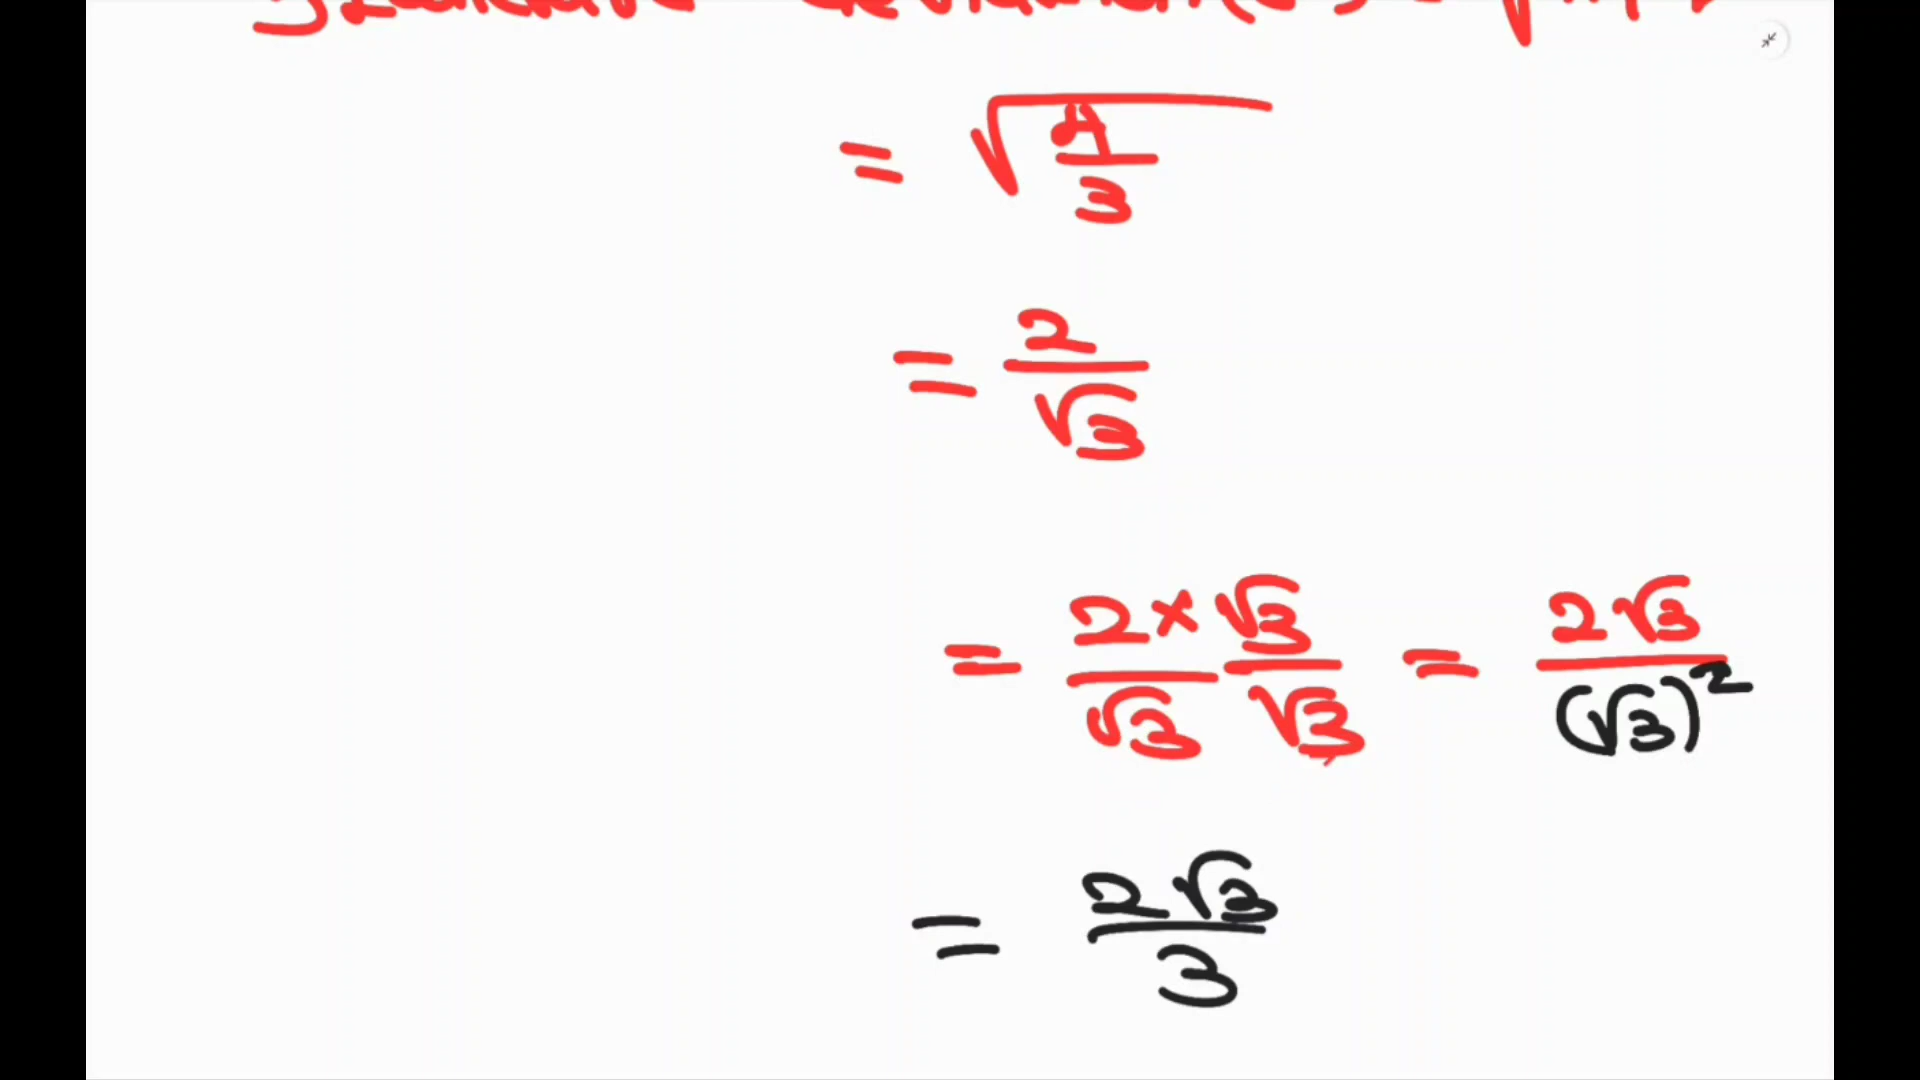 = √4/3
= 2/√3
= 2×√3/√3 √3 = 2√3/(√3)²
= 2√3/3